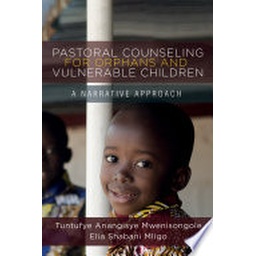 PASTORAL COUNSELING
FOR ORPHANS AND
VULNERABLE CHILDREN
A NARRATIVE APPROACH
Tuntufye Anangisye Mwenisongole
Elia Shabani Mligo